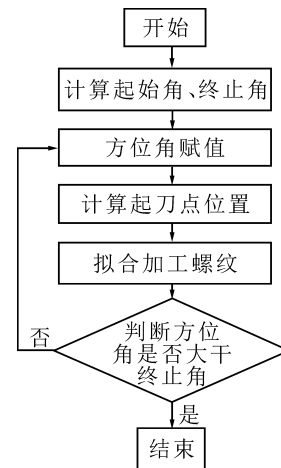 开始
计算起始角、终止角
方位角赋值
计算起刀点位置
拟合加工螺纹
判断方位
角是否大干
终止角
否
是
结束